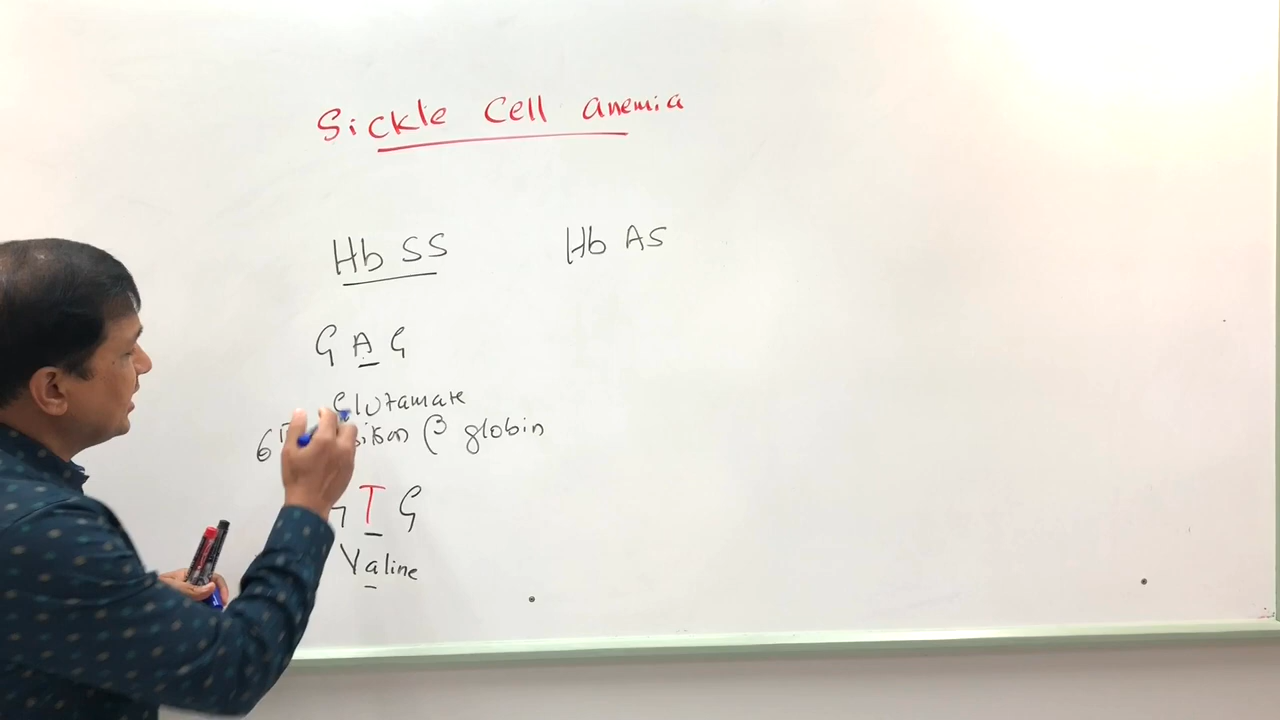 Sickle Cell anemia
Hb SS Hb AS
G A G
Glutamate
β globin
T G
Valine